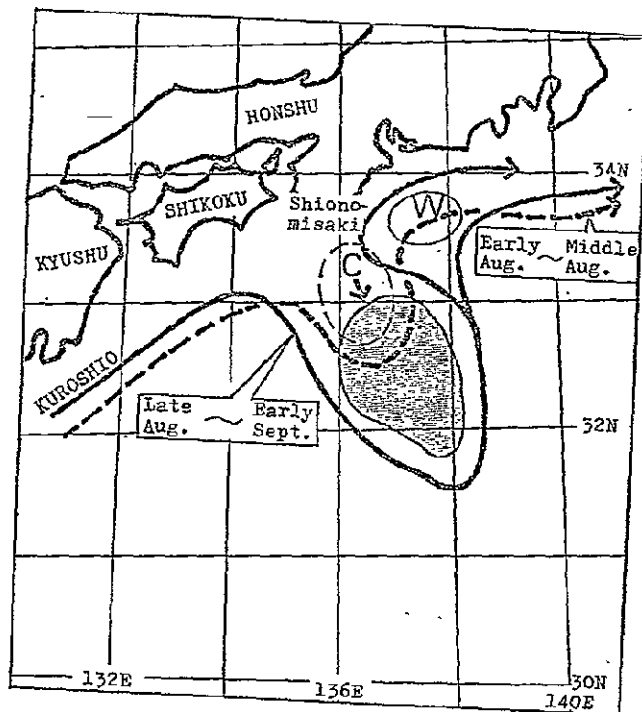 HONSHU
34N
SHIKOKU
Shiono-
misaki
W
KYUSHU
C
Early ~ Middle
Aug. Aug.
KUROSHIO
Late ~ Early
Aug. Sept.
32N
132E
136E
30N
140E